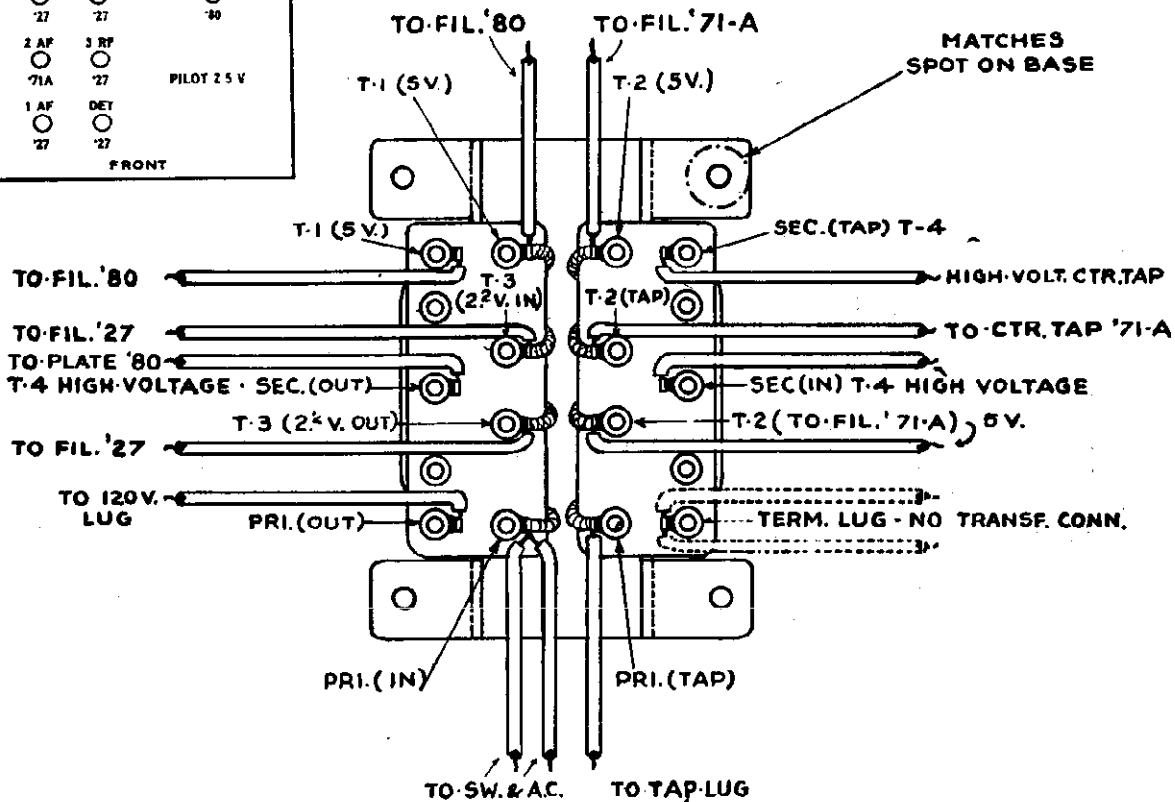 '27 '27 '80
2 AF 3 RF
'71A '27 PILOT 2 5 V
1 AF DET
'27 '27
FRONT
TO·FIL.'80
TO·FIL.'71-A
MATCHES
SPOT ON BASE
T·1 (5V.)
T·2 (5V.)
T·1 (5 V.)
SEC.(TAP) T-4
TO·FIL.'80
T·3
(2.2V. IN)
T·2 (TAP)
HIGH·VOLT. CTR.TAP
TO·FIL.'27
TO·CTR.TAP '71-A
TO·PLATE '80
T·4 HIGH·VOLTAGE · SEC.(OUT)
SEC(IN) T·4 HIGH VOLTAGE
T·3 V. OUT)
T·2 (TO·FIL.'71·A) 5 V.
TO FIL.'27
TO 120V.
LUG
PRI.(OUT)
TERM. LUG - NO TRANSF. CONN.
PRI.(IN)
PRI.(TAP)
TO·SW.& A.C.
TO TAP·LUG